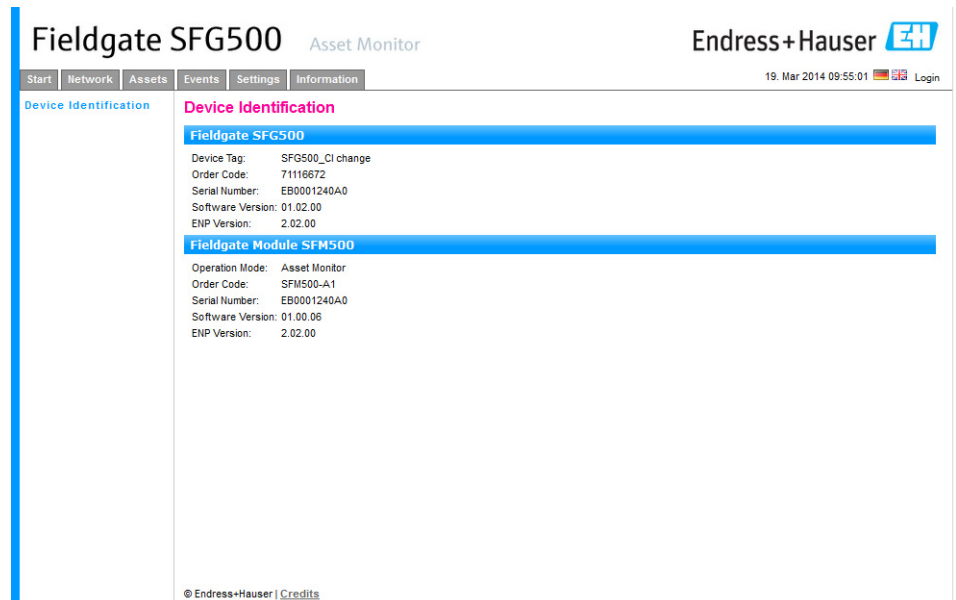 Fieldgate SFG500 Asset Monitor
Endress+Hauser EH
Start Network Assets Events Settings Information
19. Mar 2014 09:55:01 Login
Device Identification
Device Identification
Fieldgate SFG500
Device Tag: SFG500_CI change
Order Code: 71116672
Serial Number: EB0001240A0
Software Version: 01.02.00
ENP Version: 2.02.00
Fieldgate Module SFM500
Operation Mode: Asset Monitor
Order Code: SFM500-A1
Serial Number: EB0001240A0
Software Version: 01.00.06
ENP Version: 2.02.00
© Endress+Hauser | Credits